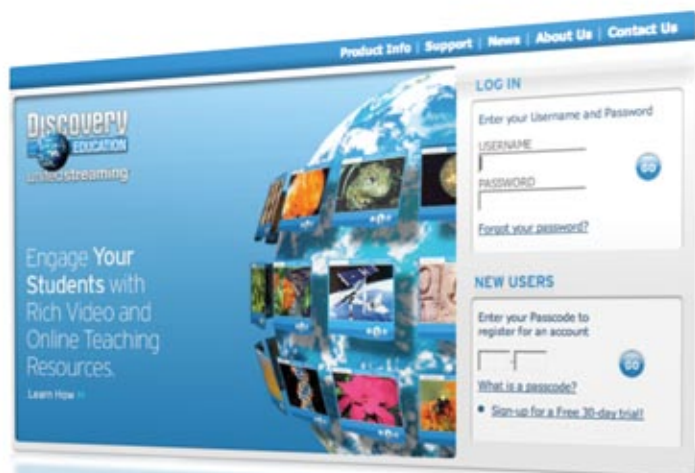 Product Info | Support | News | About Us | Contact Us
DISCOVERY
EDUCATION
unitedstreaming
Engage Your
Students with
Rich Video and
Online Teaching
Resources.
Learn How »
LOG IN
Enter your Username and Password
USERNAME
GO
PASSWORD
Forgot your password?
NEW USERS
Enter your Passcode to
register for an account
GO
What is a passcode?
• Sign-up for a Free 30-day trial!